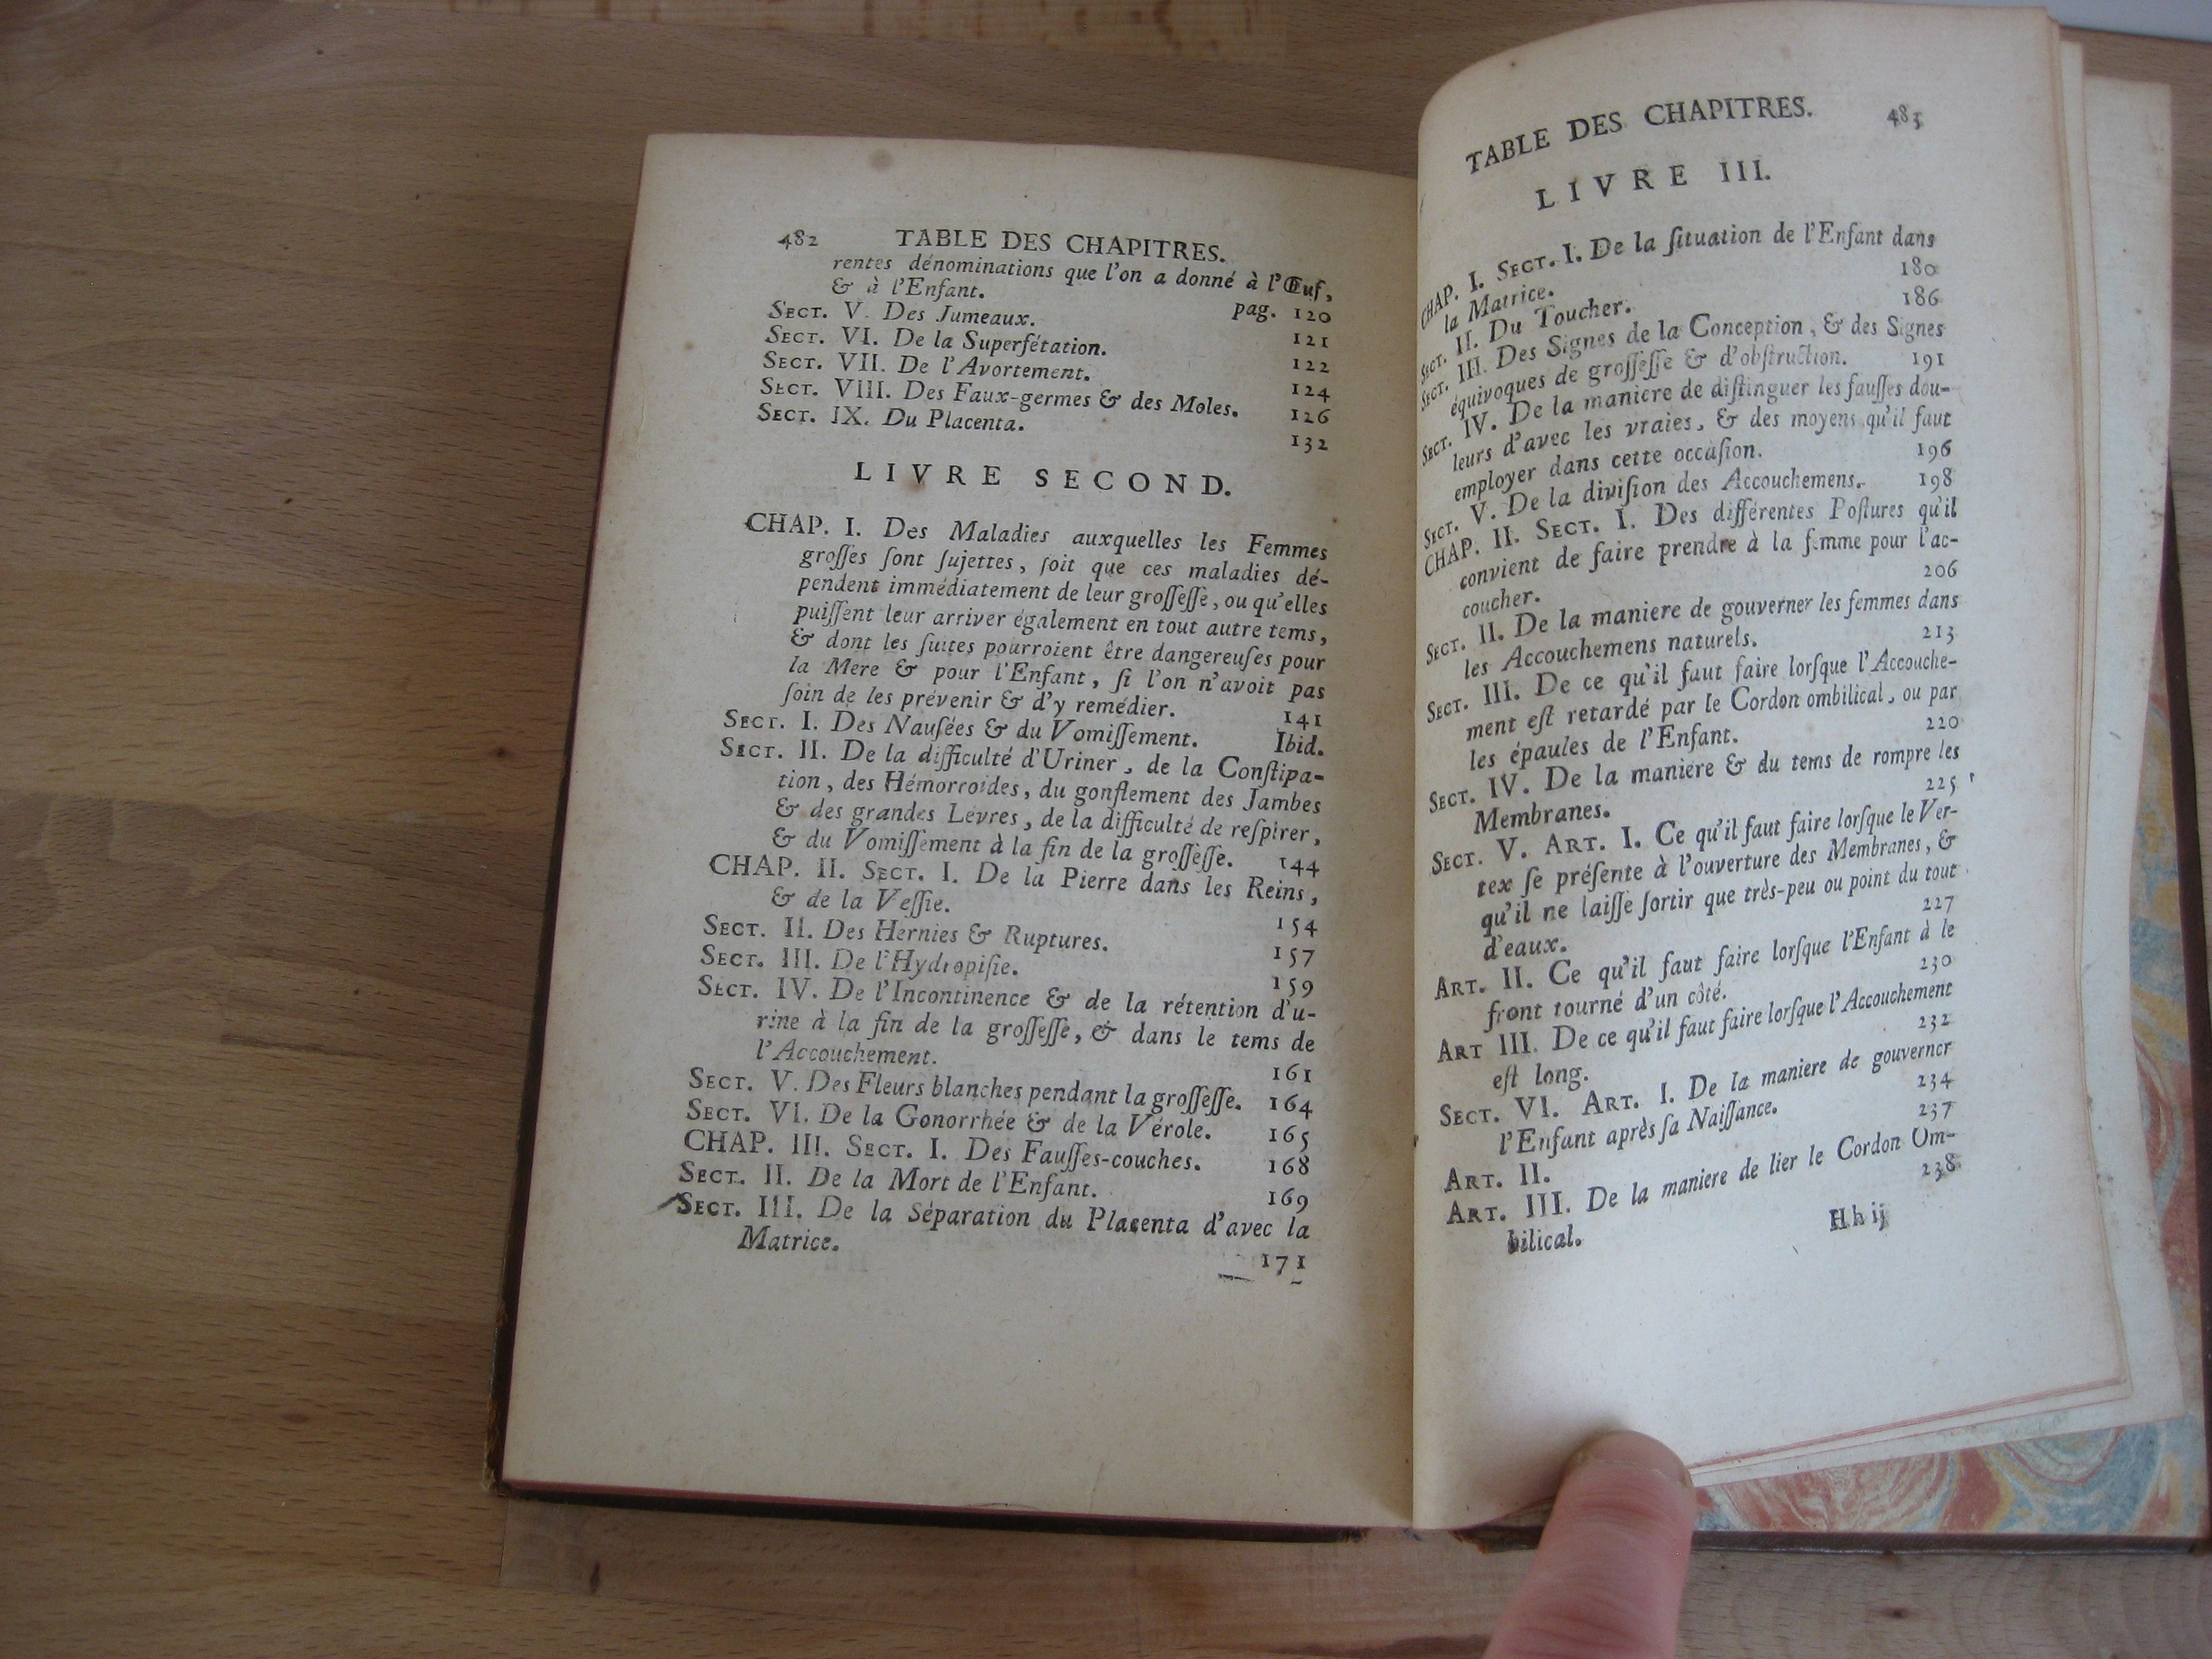 482 TABLE DES CHAPITRES.
rentes dénominations que l'on a donné à l'Œuf,
& à l'Enfant. pag. 120
Sect. V. Des Jumeaux. 121
Sect. VI. De la Superfétation. 122
Sect. VII. De l'Avortement. 124
Sect. VIII. Des Faux-germes & des Moles. 126
Sect. IX. Du Placenta. 132
LIVRE SECOND.
CHAP. I. Des Maladies auxquelles les Femmes
groſſes ſont ſujettes, ſoit que ces maladies dé-
pendent immédiatement de leur groſſeſſe, ou qu'elles
puiſſent leur arriver également en tout autre tems,
& dont les ſuites pourroient être dangereuſes pour
la Mere & pour l'Enfant, ſi l'on n'avoit pas
ſoin de les prévenir & d'y remédier. 141
Sect. I. Des Nauſées & du Vomiſſement. Ibid.
Sect. II. De la difficulté d'Uriner, de la Conſtipa-
tion, des Hémorroïdes, du gonflement des Jambes
& des grandes Levres, de la difficulté de reſpirer,
& du Vomiſſement à la fin de la groſſeſſe. 144
CHAP. II. Sect. I. De la Pierre dans les Reins,
& de la Veſſie. 154
Sect. II. Des Hernies & Ruptures. 157
Sect. III. De l'Hydropiſie. 159
Sect. IV. De l'Incontinence & de la rétention d'u-
rine à la fin de la groſſeſſe, & dans le tems de
l'Accouchement. 161
Sect. V. Des Fleurs blanches pendant la groſſeſſe. 164
Sect. VI. De la Gonorrhée & de la Vérole. 165
CHAP. III. Sect. I. Des Fauſſes-couches. 168
Sect. II. De la Mort de l'Enfant. 169
Sect. III. De la Séparation du Placenta d'avec la
Matrice. 171
TABLE DES CHAPITRES. 483
LIVRE III.
CHAP. I. Sect. I. De la ſituation de l'Enfant dans
la Matrice. 180
Sect. II. Du Toucher. 186
Sect. III. Des Signes de la Conception, & des Signes
équivoques de groſſeſſe & d'obſtruction. 191
Sect. IV. De la maniere de diſtinguer les fauſſes dou-
leurs d'avec les vraies, & des moyens qu'il faut
employer dans cette occaſion. 196
Sect. V. De la diviſion des Accouchemens. 198
CHAP. II. Sect. I. Des différentes Poſtures qu'il
convient de faire prendre à la femme pour l'ac-
coucher. 206
Sect. II. De la maniere de gouverner les femmes dans
les Accouchemens naturels. 213
Sect. III. De ce qu'il faut faire lorſque l'Accouche-
ment eſt retardé par le Cordon ombilical, ou par
les épaules de l'Enfant. 220
Sect. IV. De la maniere & du tems de rompre les
Membranes. 225
Sect. V. Art. I. Ce qu'il faut faire lorſque le Ver-
tex ſe préſente à l'ouverture des Membranes, &
qu'il ne laiſſe ſortir que très-peu ou point du tout
d'eaux. 227
Art. II. Ce qu'il faut faire lorſque l'Enfant à le
front tourné d'un côté. 230
Art III. De ce qu'il faut faire lorſque l'Accouchement
eſt long. 232
Sect. VI. Art. I. De la maniere de gouverner
l'Enfant après ſa Naiſſance. 234
Art. II. 237
Art. III. De la maniere de lier le Cordon Om-
bilical. 238
H h ij